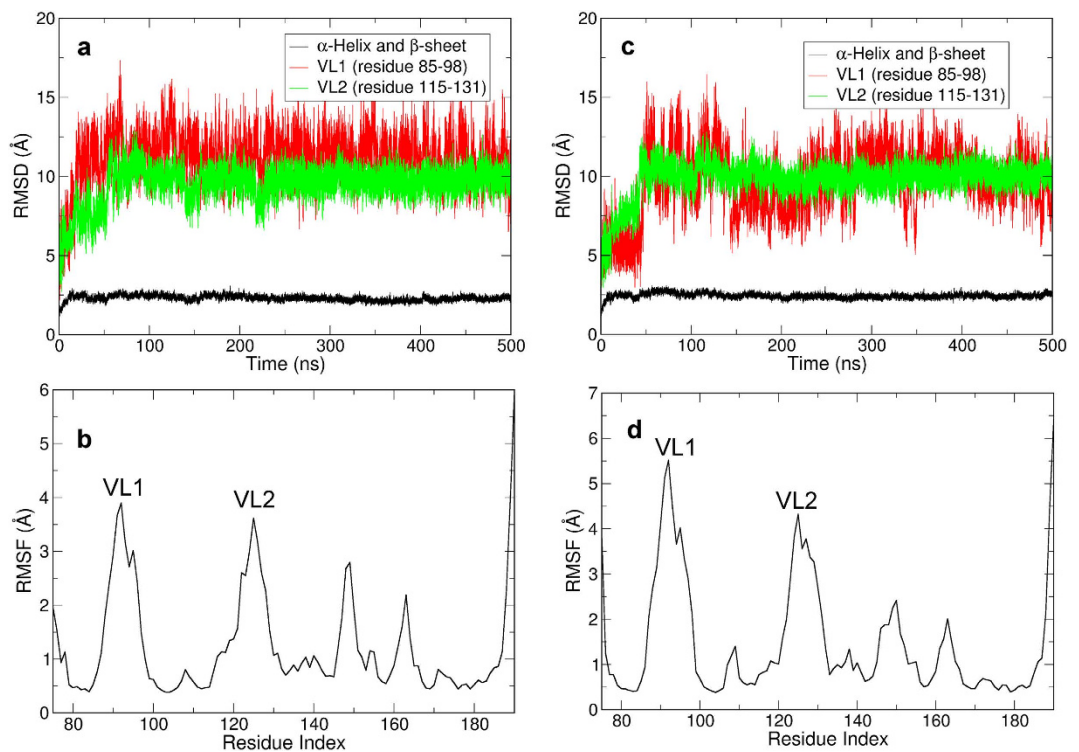 a
α-Helix and β-sheet
VL1 (residue 85-98)
VL2 (residue 115-131)
RMSD (Å)
20
15
10
5
0
0 100 200 300 400 500
Time (ns)
c
α-Helix and β-sheet
VL1 (residue 85-98)
VL2 (residue 115-131)
RMSD (Å)
20
15
10
5
0
0 100 200 300 400 500
Time (ns)
b
VL1
VL2
RMSF (Å)
6
5
4
3
2
1
0
80 100 120 140 160 180
Residue Index
d
VL1
VL2
RMSF (Å)
7
6
5
4
3
2
1
0
80 100 120 140 160 180
Residue Index